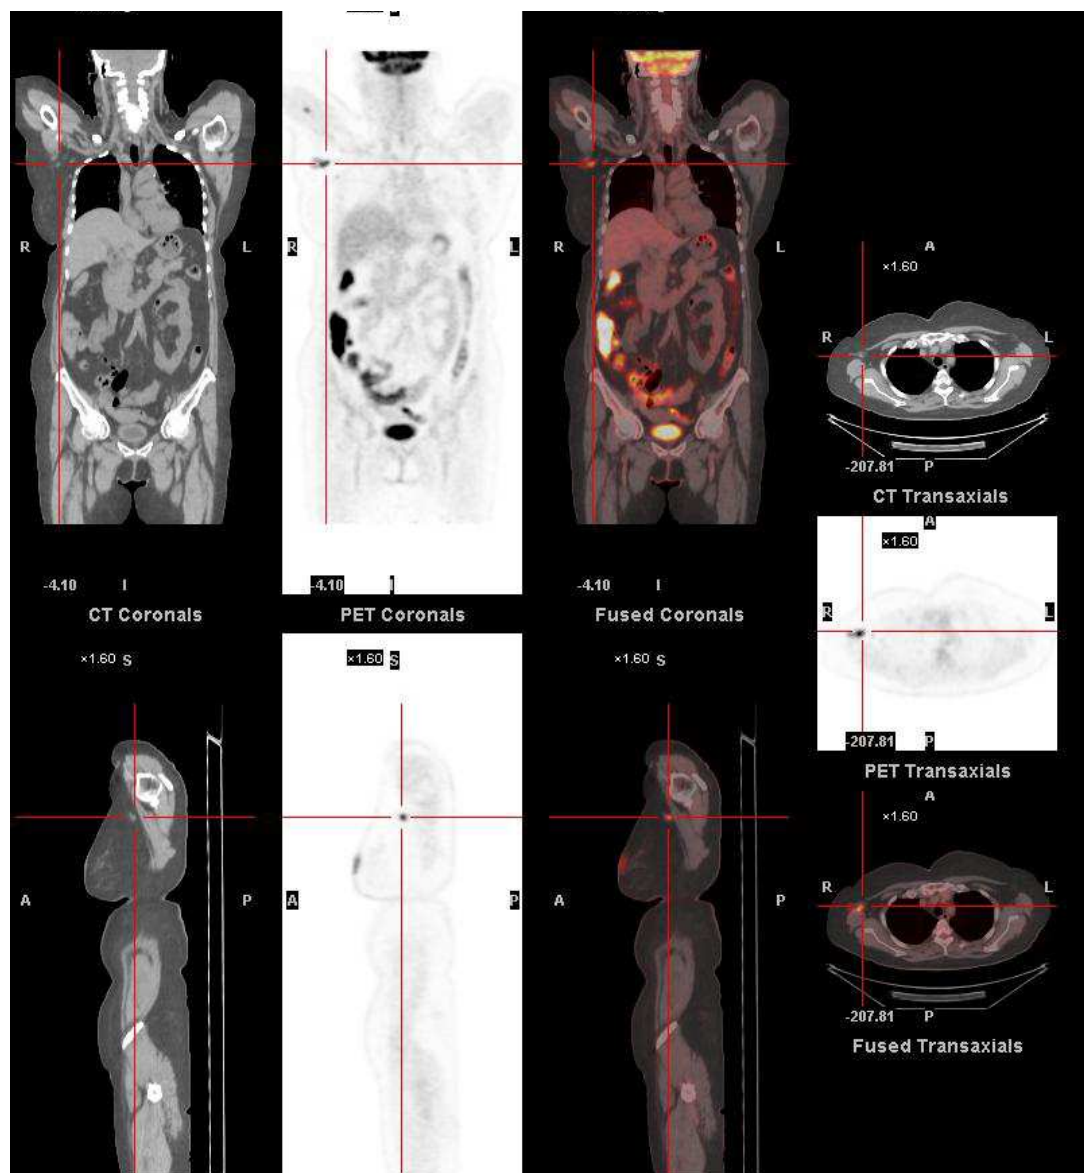 R
L
-4.10 I
CT Coronals
R
L
-4.10 I
PET Coronals
-4.10 I
Fused Coronals
R
L
A
×1.60
R
L
-207.81 P
CT Transaxials
A
×1.60
R
L
-207.81 P
PET Transaxials
A
×1.60
R
L
-207.81 P
Fused Transaxials
×1.60 S
A
P
×1.60 S
A
P
×1.60 S
A
P